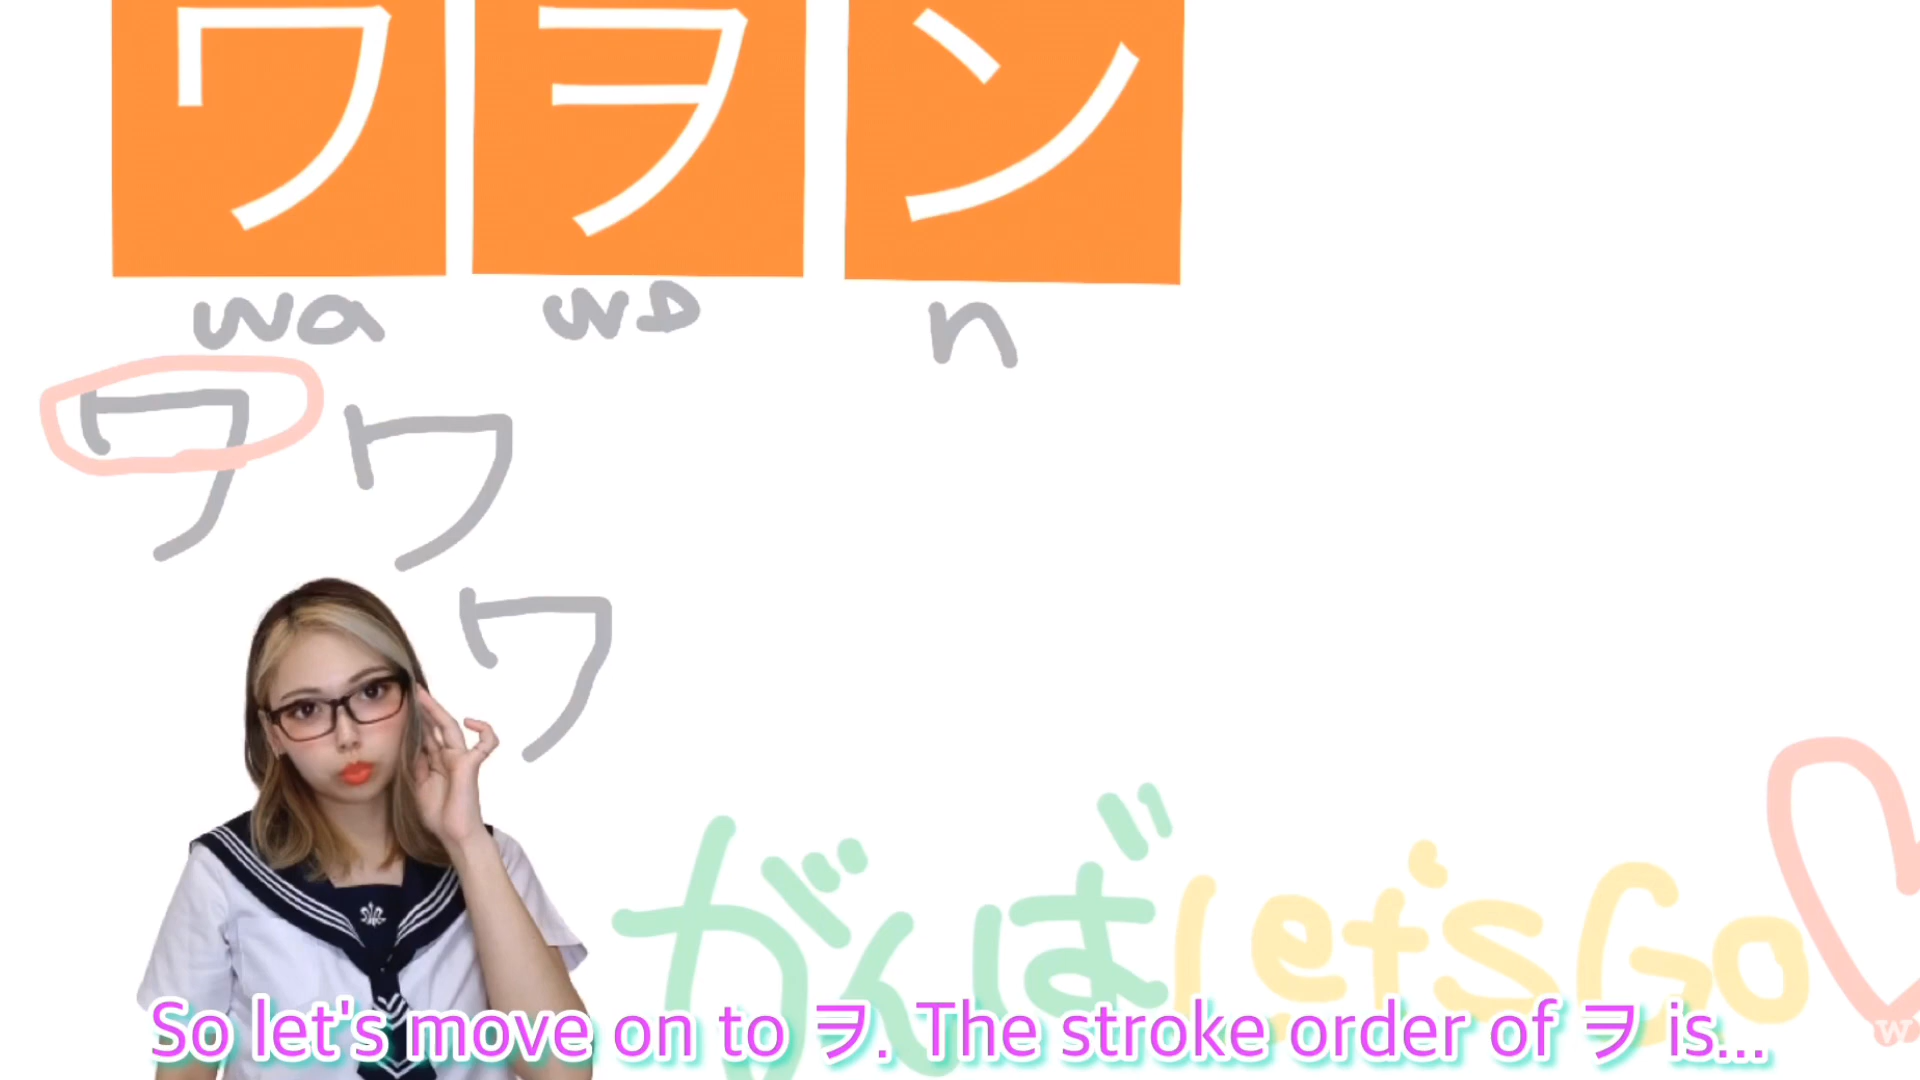 ワ ヲ ン
wa wo n
ワ ワ
ワ
がんば Let's Go
So let's move on to ヲ. The stroke order of ヲ is...
W